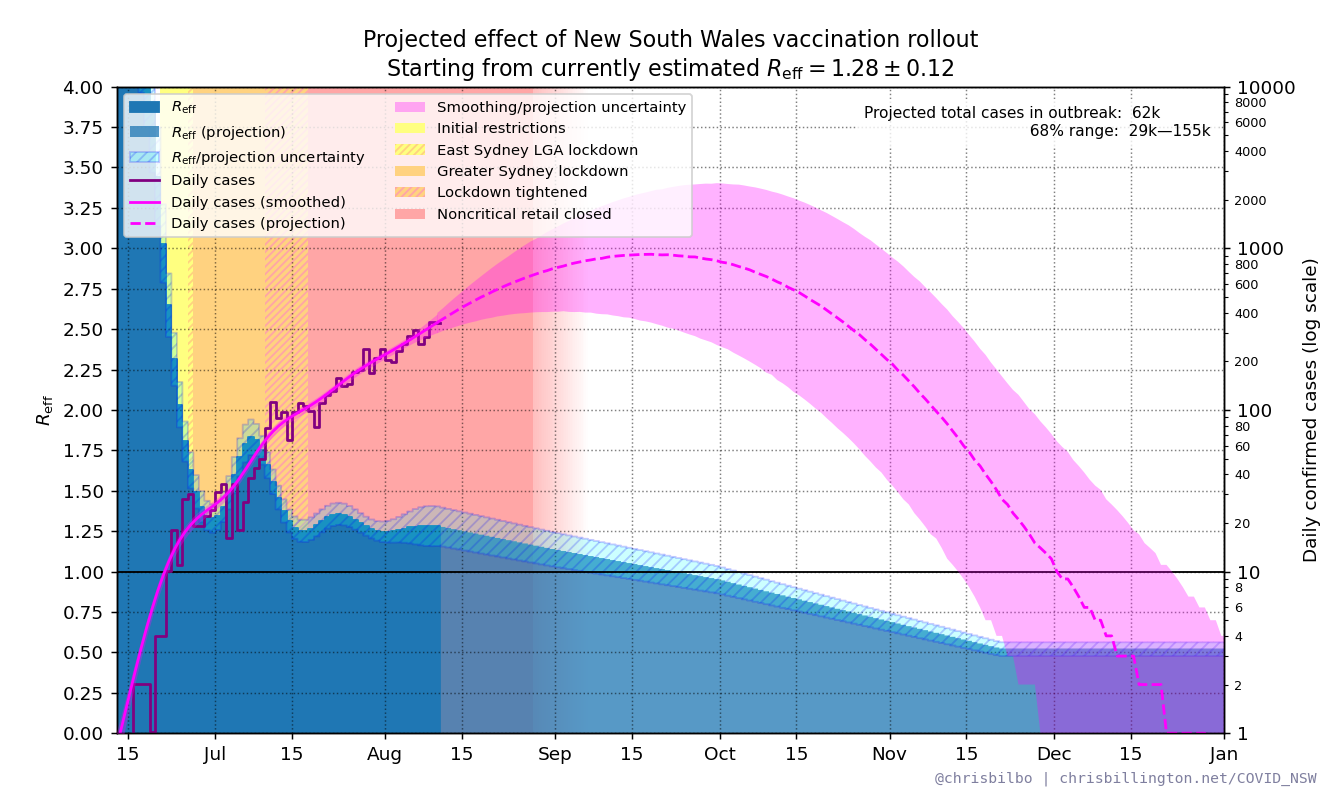 Projected effect of New South Wales vaccination rollout
Starting from currently estimated R_eff = 1.28 ± 0.12
R_eff
R_eff (projection)
R_eff/projection uncertainty
Daily cases
Daily cases (smoothed)
Daily cases (projection)
Smoothing/projection uncertainty
Initial restrictions
East Sydney LGA lockdown
Greater Sydney lockdown
Lockdown tightened
Noncritical retail closed
Projected total cases in outbreak: 62k
68% range: 29k—155k
R_eff
4.00
3.75
3.50
3.25
3.00
2.75
2.50
2.25
2.00
1.75
1.50
1.25
1.00
0.75
0.50
0.25
0.00
10000
8000
6000
4000
2000
1000
800
600
400
200
100
80
60
40
20
10
8
6
4
2
1
Daily confirmed cases (log scale)
15 Jul 15 Aug 15 Sep 15 Oct 15 Nov 15 Dec 15 Jan
@chrisbilbo | chrisbillington.net/COVID_NSW